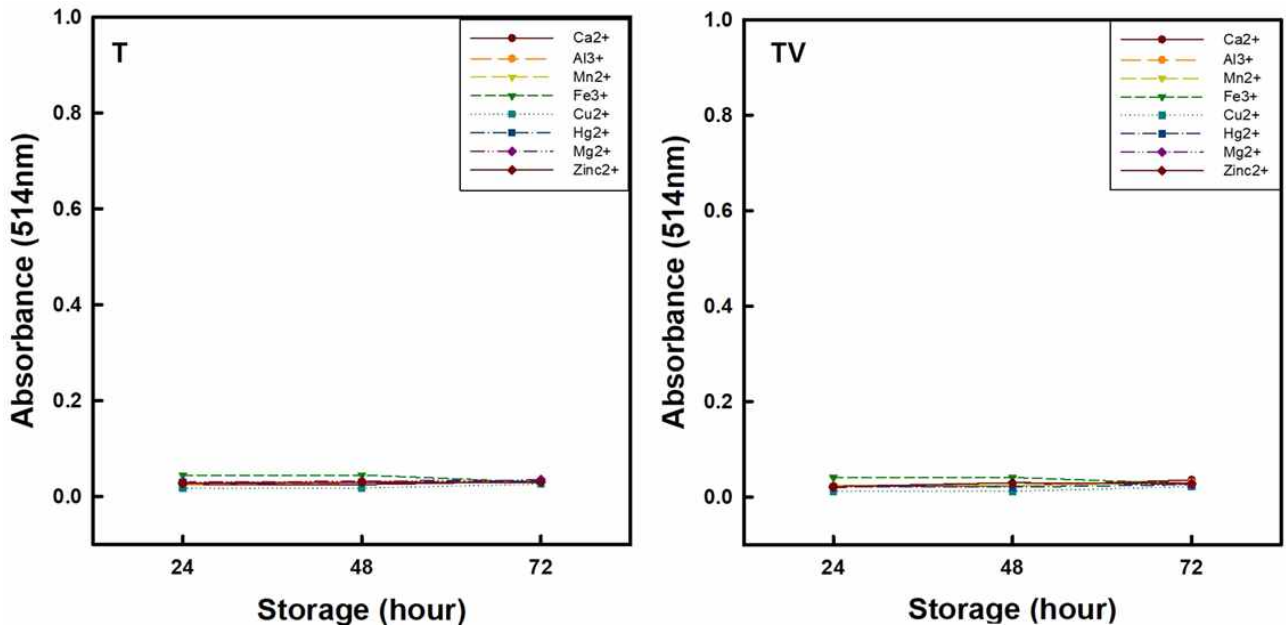 T
1.0
0.8
0.6
0.4
0.2
0.0
Absorbance (514nm)
24 48 72
Storage (hour)
Ca2+
Al3+
Mn2+
Fe3+
Cu2+
Hg2+
Mg2+
Zinc2+
TV
1.0
0.8
0.6
0.4
0.2
0.0
Absorbance (514nm)
24 48 72
Storage (hour)
Ca2+
Al3+
Mn2+
Fe3+
Cu2+
Hg2+
Mg2+
Zinc2+